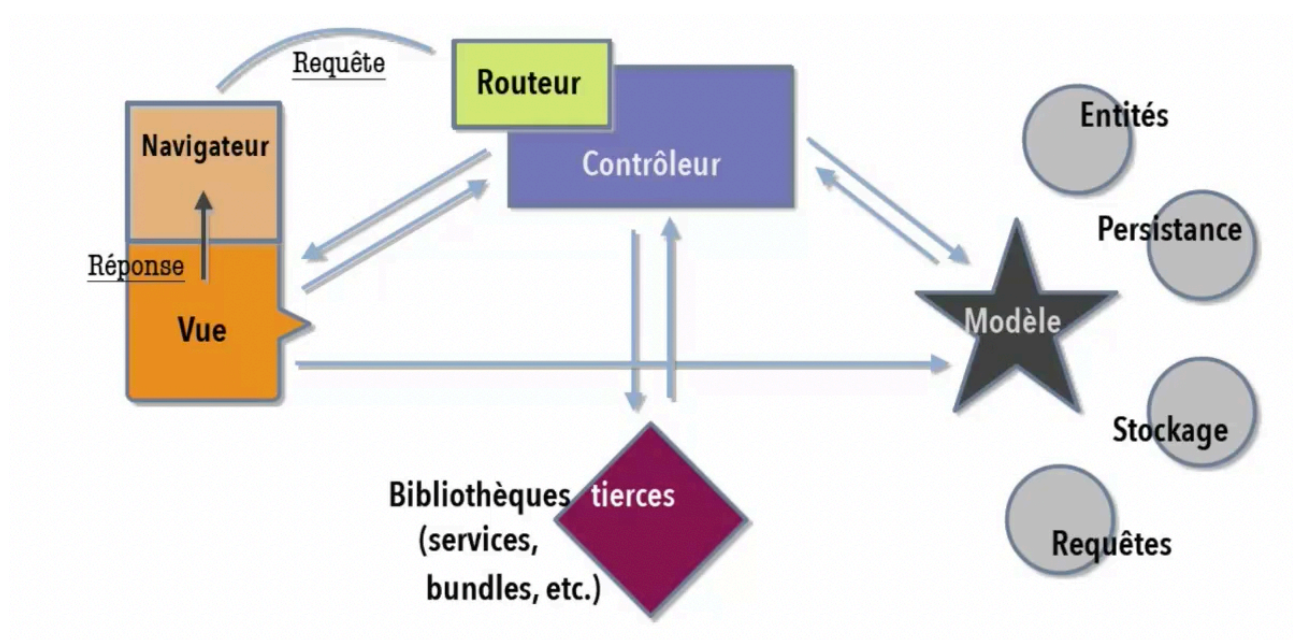 Requête
Routeur
Navigateur
Contrôleur
Entités
Persistance
Réponse
Vue
Modèle
Stockage
Bibliothèques tierces
(services,
bundles, etc.)
Requêtes